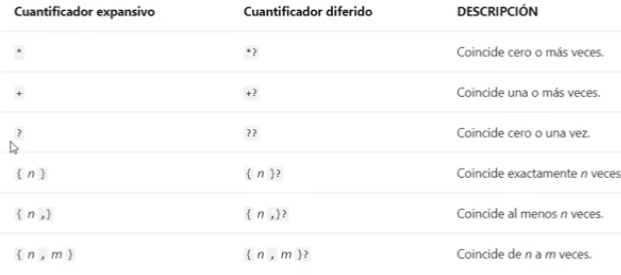 Cuantificador expansivo Cuantificador diferido DESCRIPCIÓN
* *? Coincide cero o más veces.
+ +? Coincide una o más veces.
? ?? Coincide cero o una vez.
{ n } { n }? Coincide exactamente n veces
{ n ,} { n ,}? Coincide al menos n veces.
{ n , m } { n , m }? Coincide de n a m veces.